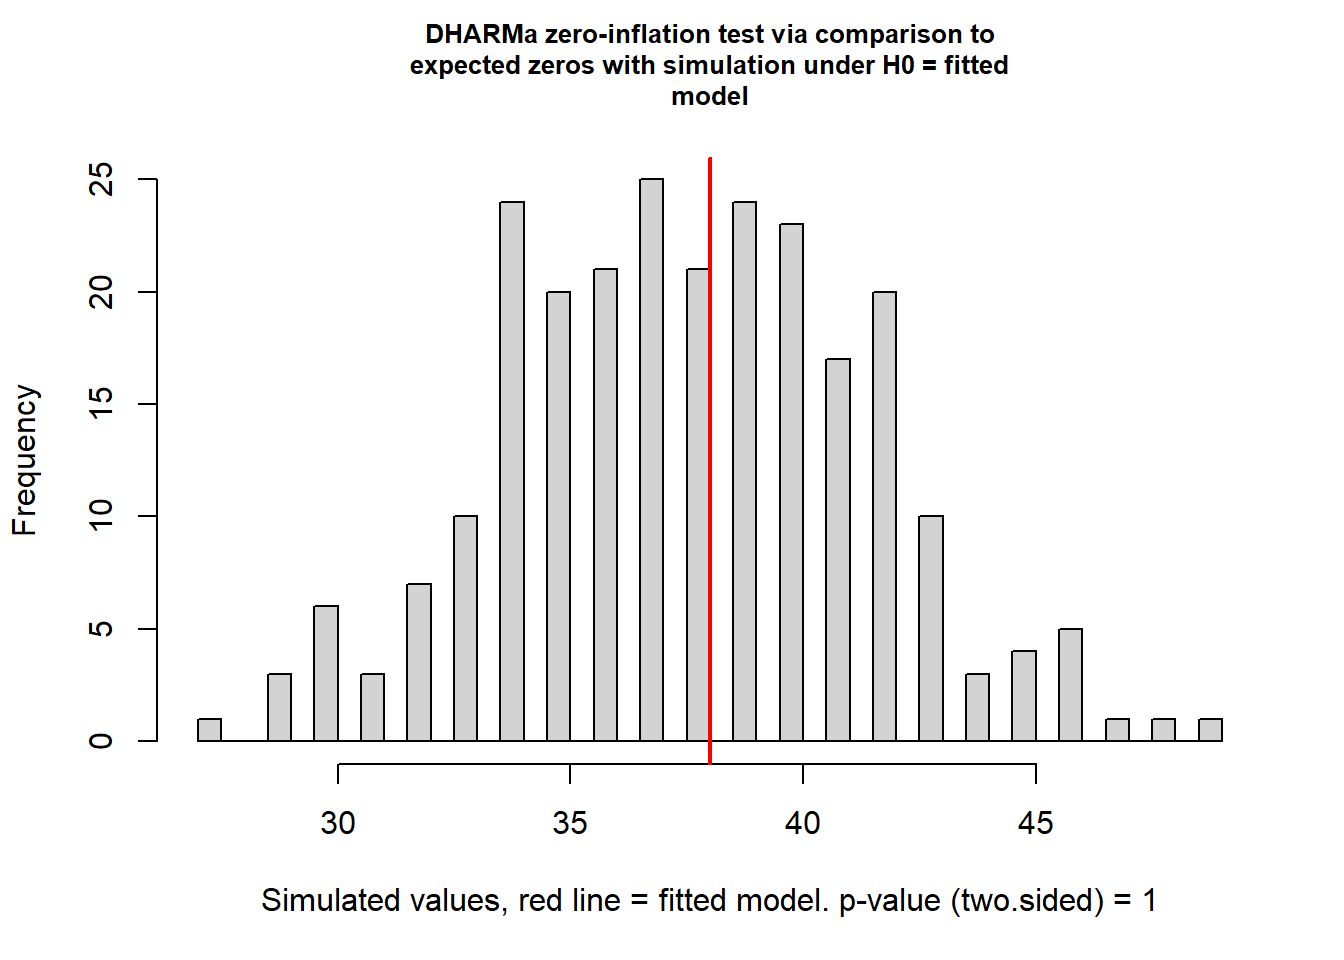 DHARMa zero-inflation test via comparison to
expected zeros with simulation under H0 = fitted
model
Frequency
25
20
15
10
5
0
30 35 40 45
Simulated values, red line = fitted model. p-value (two.sided) = 1